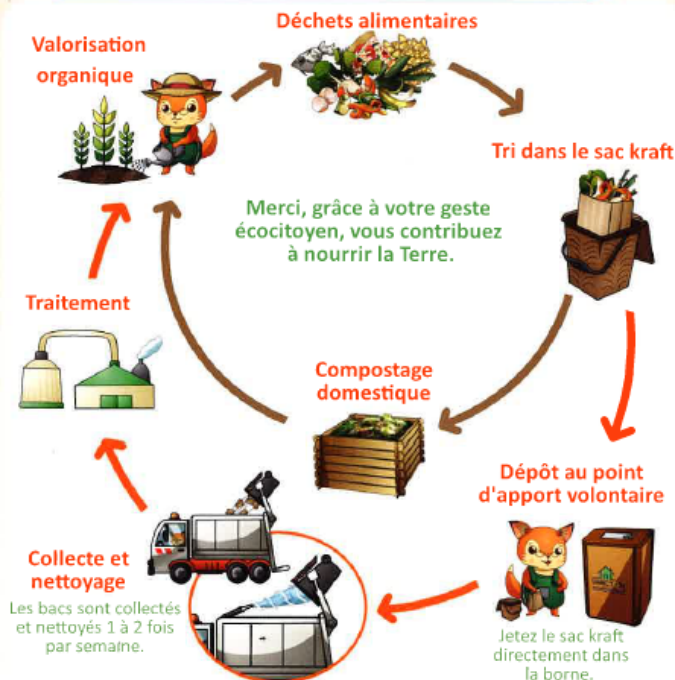 Déchets alimentaires
Valorisation
organique
Tri dans le sac kraft
Merci, grâce à votre geste
écocitoyen, vous contribuez
à nourrir la Terre.
Traitement
Compostage
domestique
Dépôt au point
d'apport volontaire
Collecte et
nettoyage
Les bacs sont collectés
et nettoyés 1 à 2 fois
par semaine.
Jetez le sac kraft
directement dans
la borne.